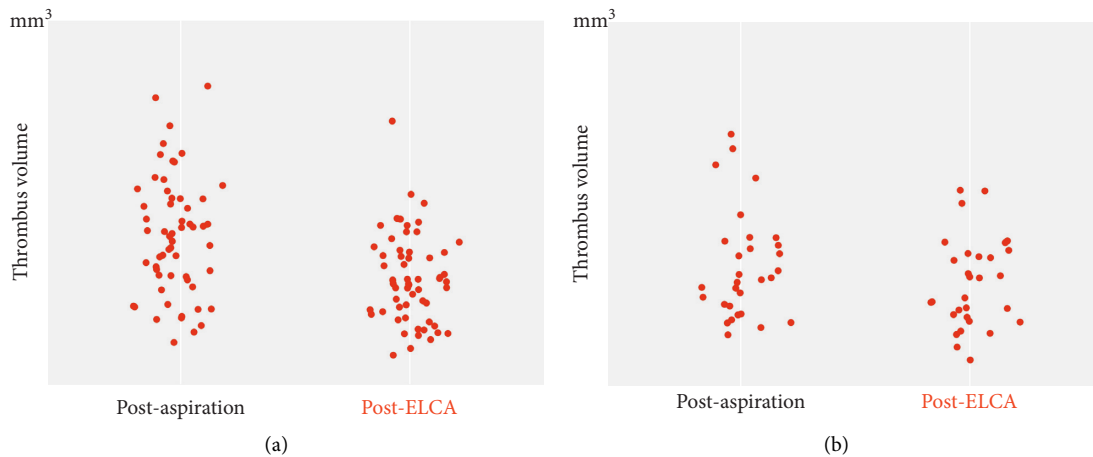 mm³
Thrombus volume
Post-aspiration
Post-ELCA
(a)
mm³
Thrombus volume
Post-aspiration
Post-ELCA
(b)